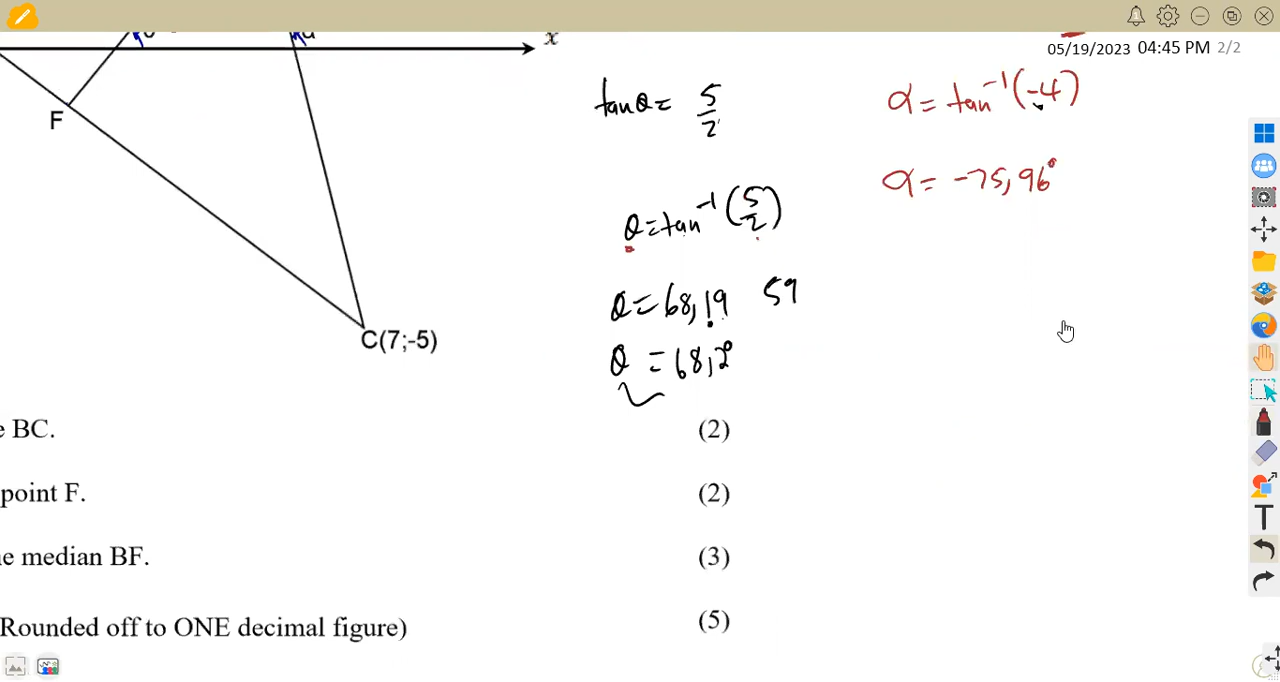 05/19/2023 04:45 PM 2/2
x
F
C(7;-5)
tanθ = 5/2
θ = tan⁻¹(5/2)
θ = 68,19 59
θ = 68,2°
α = tan⁻¹(-4)
α = -75,96°
e BC. (2)
point F. (2)
e median BF. (3)
Rounded off to ONE decimal figure) (5)
T